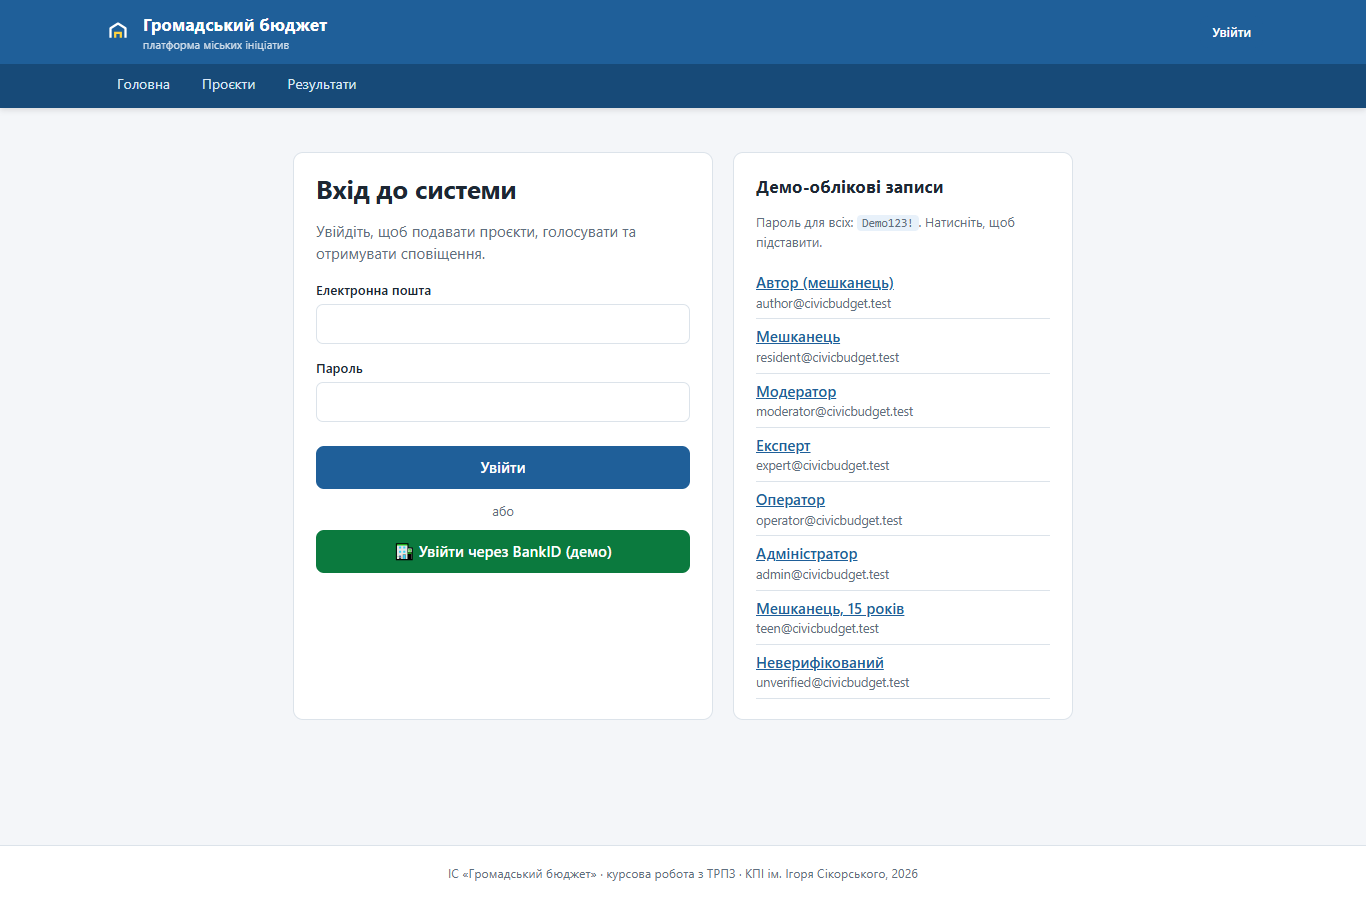 Громадський бюджет
платформа міських ініціатив
Увійти
Головна
Проєкти
Результати
Вхід до системи
Увійдіть, щоб подавати проєкти, голосувати та
отримувати сповіщення.
Електронна пошта
Пароль
Увійти
або
Увійти через BankID (демо)
Демо-облікові записи
Пароль для всіх: Demo123!. Натисніть, щоб
підставити.
Автор (мешканець)
author@civicbudget.test
Мешканець
resident@civicbudget.test
Модератор
moderator@civicbudget.test
Експерт
expert@civicbudget.test
Оператор
operator@civicbudget.test
Адміністратор
admin@civicbudget.test
Мешканець, 15 років
teen@civicbudget.test
Неверифікований
unverified@civicbudget.test
ІС «Громадський бюджет» · курсова робота з ТРПЗ · КПІ ім. Ігоря Сікорського, 2026